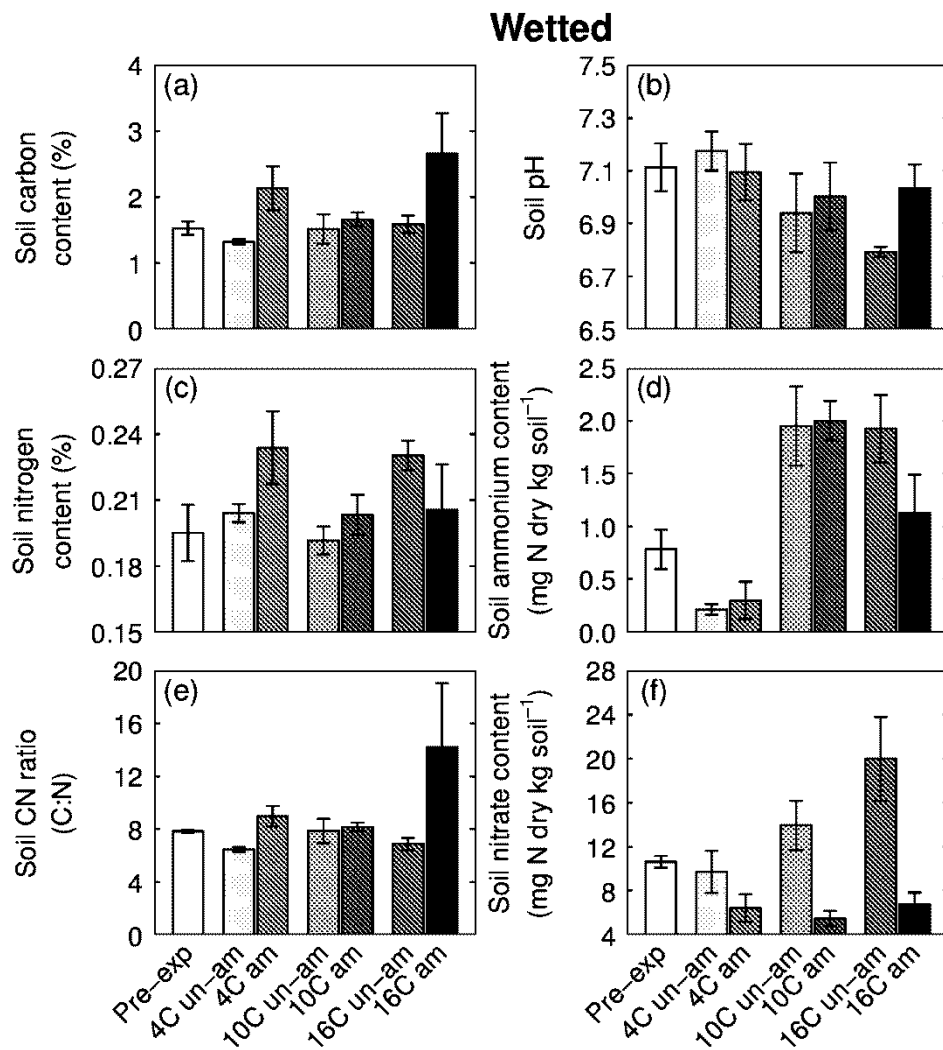 Wetted
(a)
4
3
2
1
0
Soil carbon
content (%)
(b)
7.5
7.3
7.1
6.9
6.7
6.5
Soil pH
(c)
0.27
0.24
0.21
0.18
0.15
Soil nitrogen
content (%)
(d)
2.5
2.0
1.5
1.0
0.5
0.0
Soil ammonium content
(mg N dry kg soil⁻¹)
(e)
20
16
12
8
4
0
Soil CN ratio
(C:N)
(f)
28
24
20
16
12
8
4
Soil nitrate content
(mg N dry kg soil⁻¹)
Pre−exp
4C un−am
4C am
10C un−am
10C am
16C un−am
16C am
Pre−exp
4C un−am
4C am
10C un−am
10C am
16C un−am
16C am